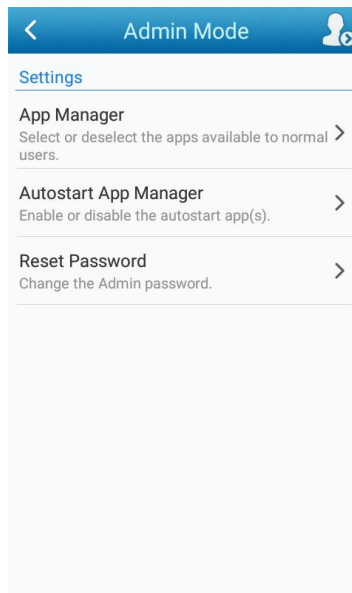 Admin Mode
Settings
App Manager
Select or deselect the apps available to normal
users.
Autostart App Manager
Enable or disable the autostart app(s).
Reset Password
Change the Admin password.